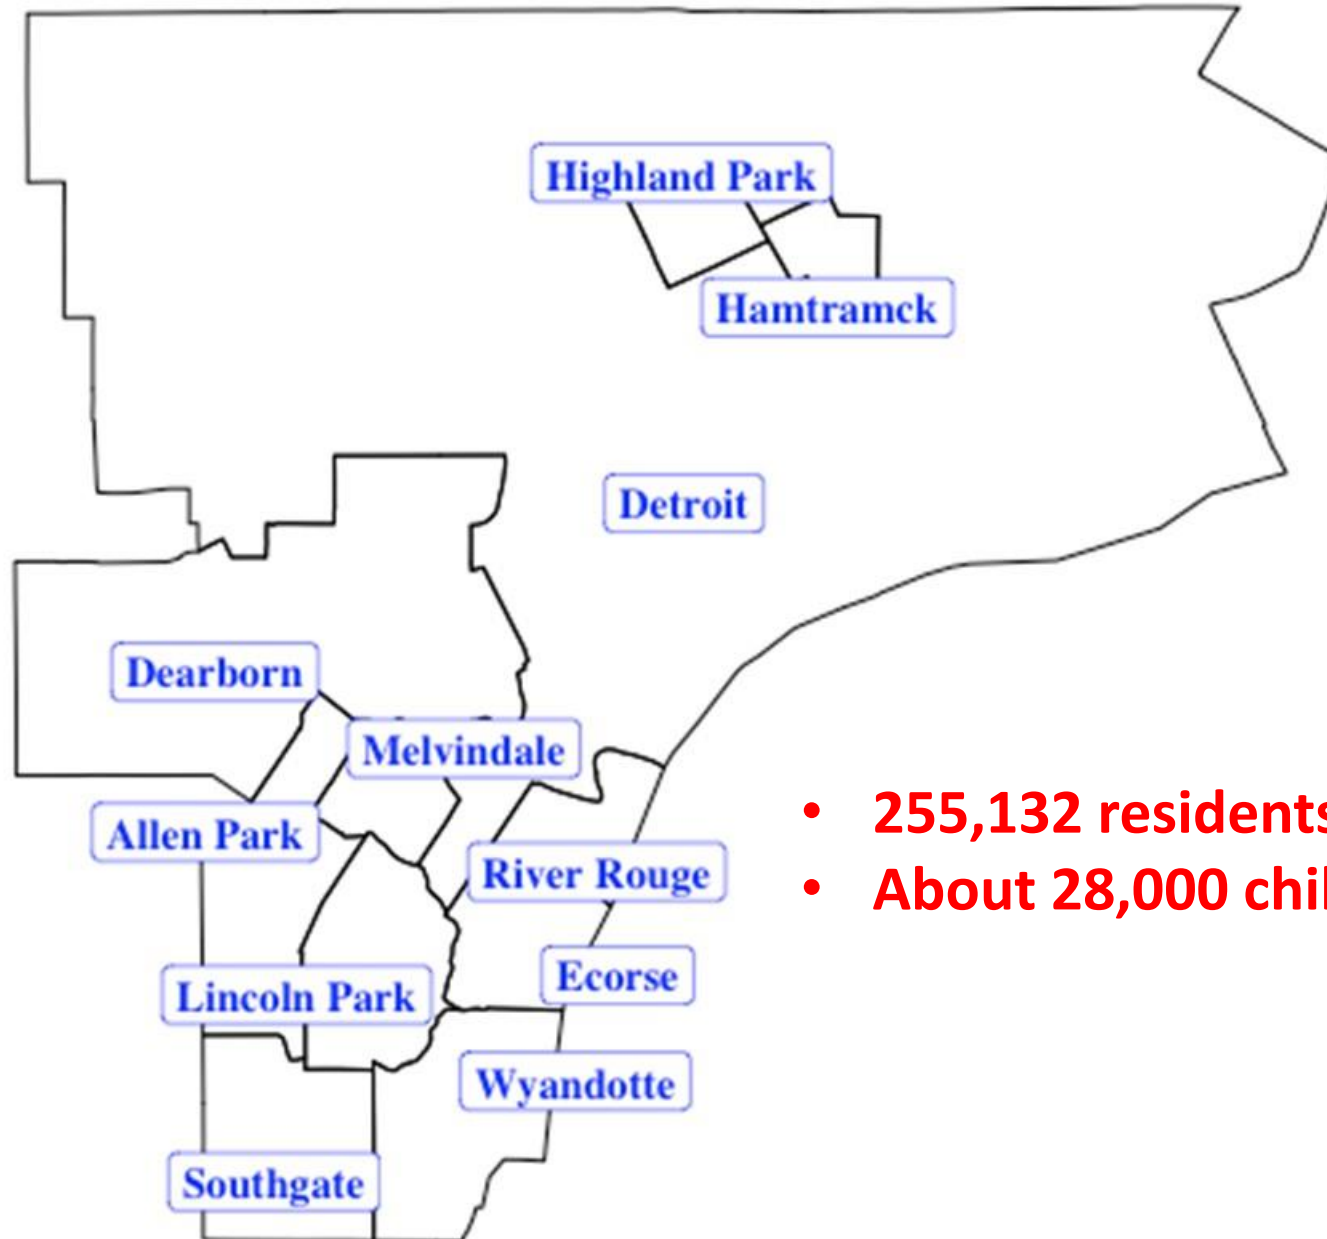 Highland Park
Hamtramck
Detroit
Dearborn
Melvindale
Allen Park
River Rouge
Ecorse
Lincoln Park
Wyandotte
Southgate
• 255,132 residents
• About 28,000